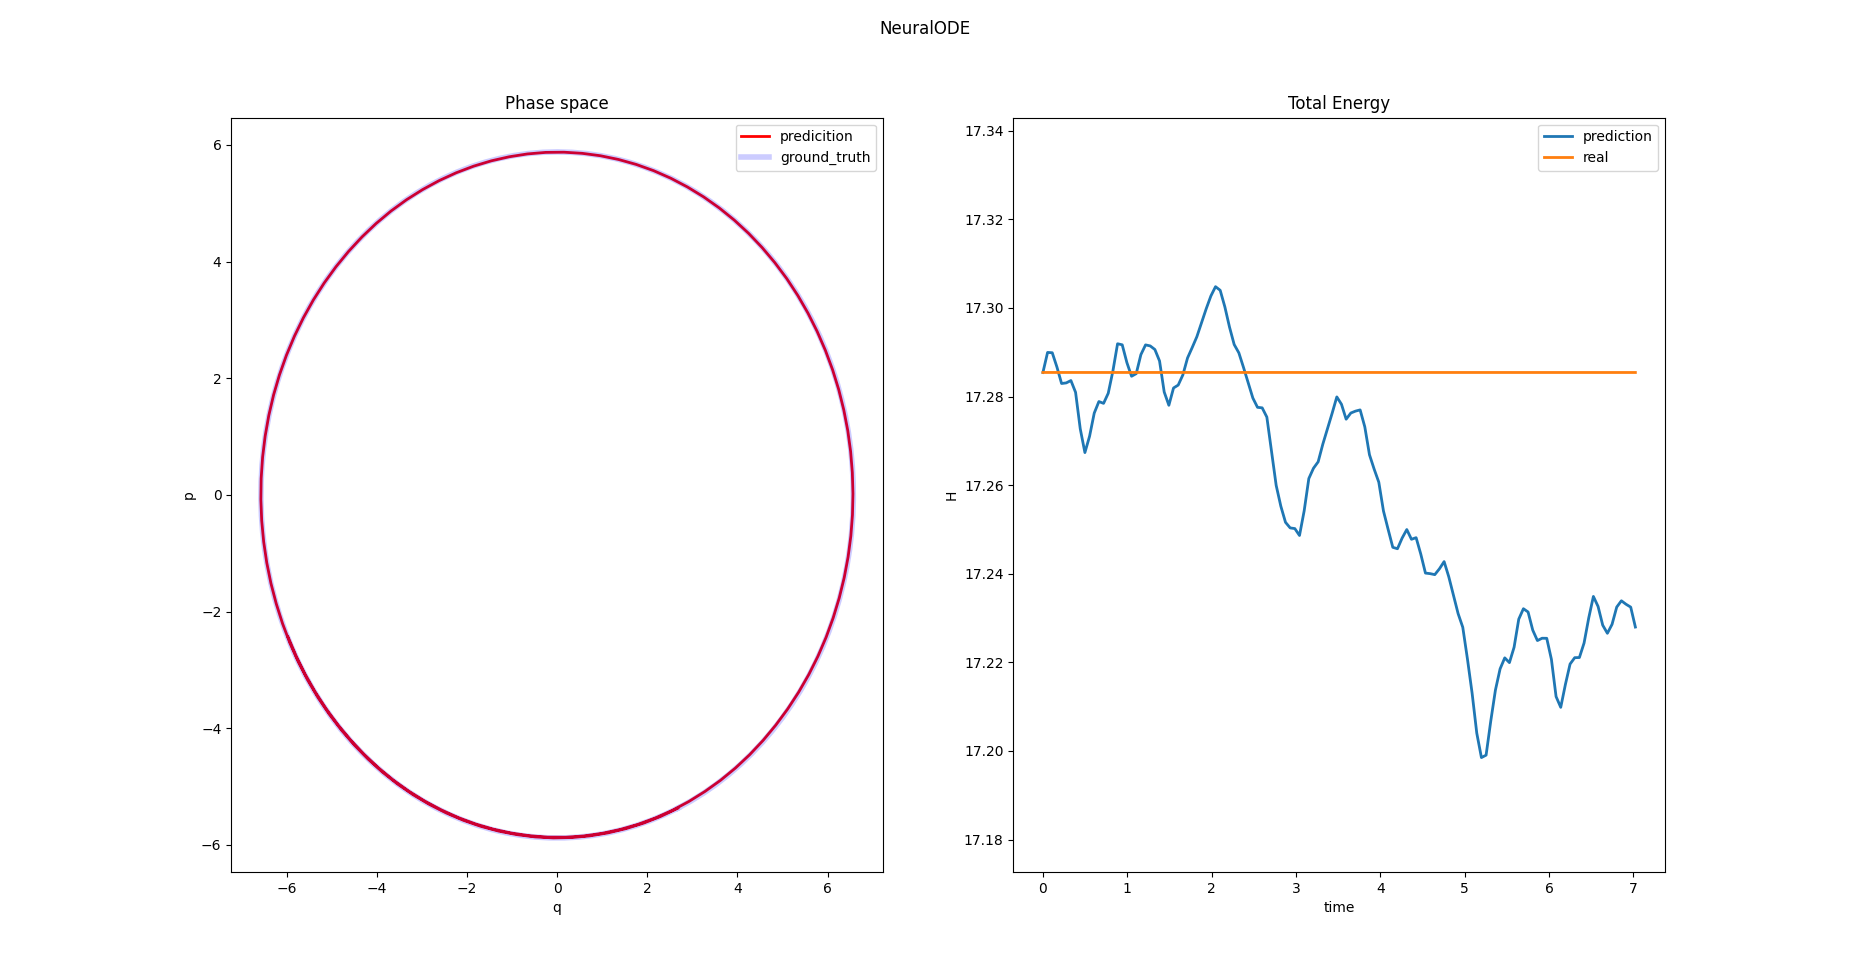 NeuralODE
Phase space
predicition
ground_truth
6
4
2
0
−2
−4
−6
p
−6
−4
−2
0
2
4
6
q
Total Energy
prediction
real
17.34
17.32
17.30
17.28
17.26
17.24
17.22
17.20
17.18
H
0
1
2
3
4
5
6
7
time